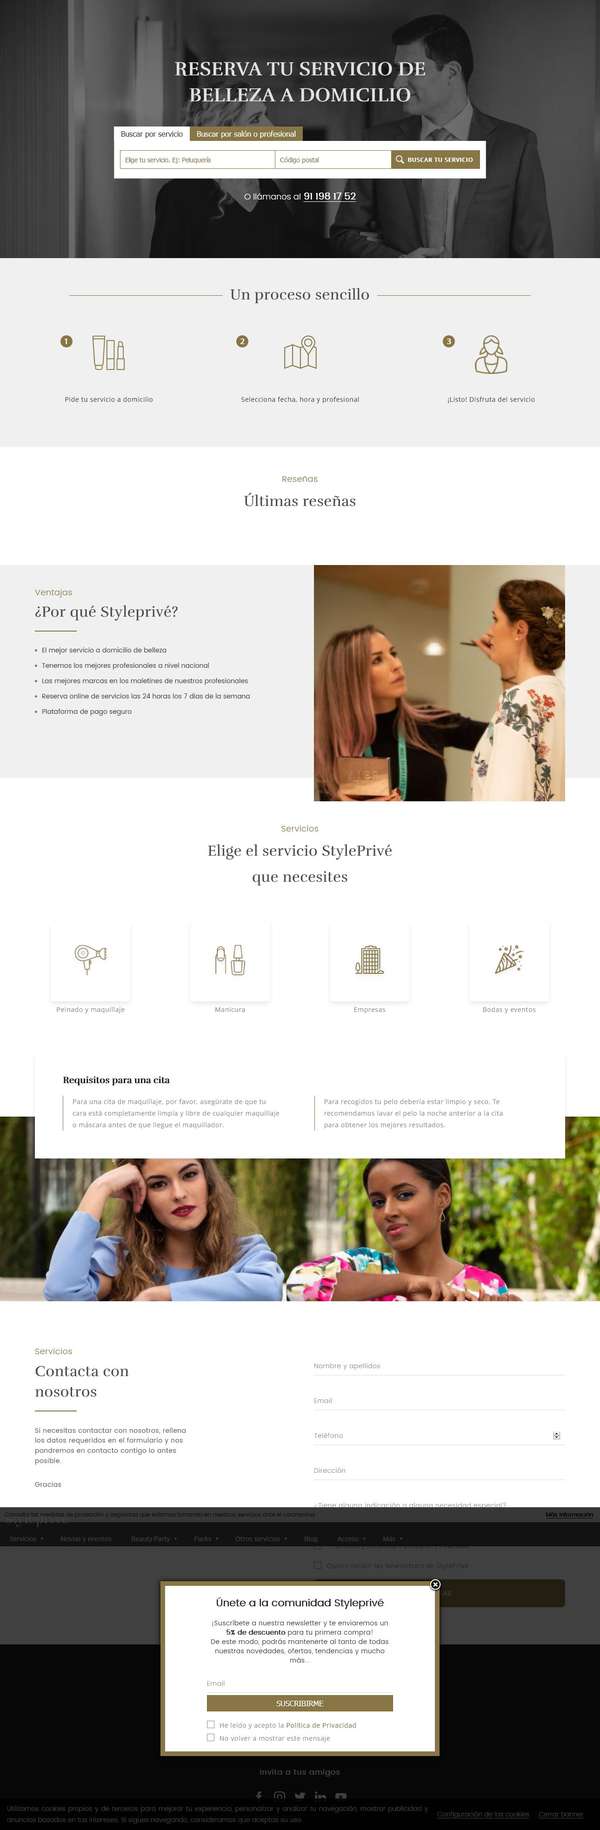 RESERVA TU SERVICIO DE
BELLEZA A DOMICILIO
Buscar por servicio
Buscar por salón o profesional
Elige tu servicio, Ej: Peluquería
Código postal
BUSCAR TU SERVICIO
O llámanos al 91 198 17 52
Un proceso sencillo
1
2
3
Pide tu servicio a domicilio
Selecciona fecha, hora y profesional
¡Listo! Disfruta del servicio
Reseñas
Últimas reseñas
Ventajas
¿Por qué Styleprivé?
El mejor servicio a domicilio de belleza
Tenemos los mejores profesionales a nivel nacional
Las mejores marcas en los maletines de nuestros profesionales
Reserva online de servicios las 24 horas los 7 días de la semana
Plataforma de pago seguro
Servicios
Elige el servicio StylePrivé
que necesites
Peinado y maquillaje
Manicura
Empresas
Bodas y eventos
Requisitos para una cita
Para una cita de maquillaje, por favor, asegúrate de que tu
cara está completamente limpia y libre de cualquier maquillaje
o máscara antes de que llegue el maquillador.
Para recogidos tu pelo debería estar limpio y seco. Te
recomendamos lavar el pelo la noche anterior a la cita
para obtener los mejores resultados.
Servicios
Contacta con
nosotros
Si necesitas contactar con nosotros, rellena
los datos requeridos en el formulario y nos
pondremos en contacto contigo lo antes
posible.
Gracias
Nombre y apellidos
Email
Teléfono
Dirección
¿Tiene alguna indicación o alguna necesidad especial?
Consulta las medidas de protección y seguridad que estamos tomando en nuestros servicios ante el coronavirus
Más información
Servicios
Novias y eventos
Beauty Party
Packs
Otros servicios
Blog
Acceso
Más
Quiero recibir las newsletters de StylePrivé
Únete a la comunidad Styleprivé
¡Suscríbete a nuestra newsletter y te enviaremos un
5% de descuento para tu primera compra!
De este modo, podrás mantenerte al tanto de todas
nuestras novedades, ofertas, tendencias y mucho
más...
Email
SUSCRIBIRME
He leído y acepto la Política de Privacidad
No volver a mostrar este mensaje
Invita a tus amigos
Utilizamos cookies propias y de terceros para mejorar tu experiencia, personalizar y analizar tu navegación, mostrar publicidad y
anuncios basados en tus intereses. Si sigues navegando, consideramos que aceptas su uso.
Configuración de las cookies
Cerrar banner